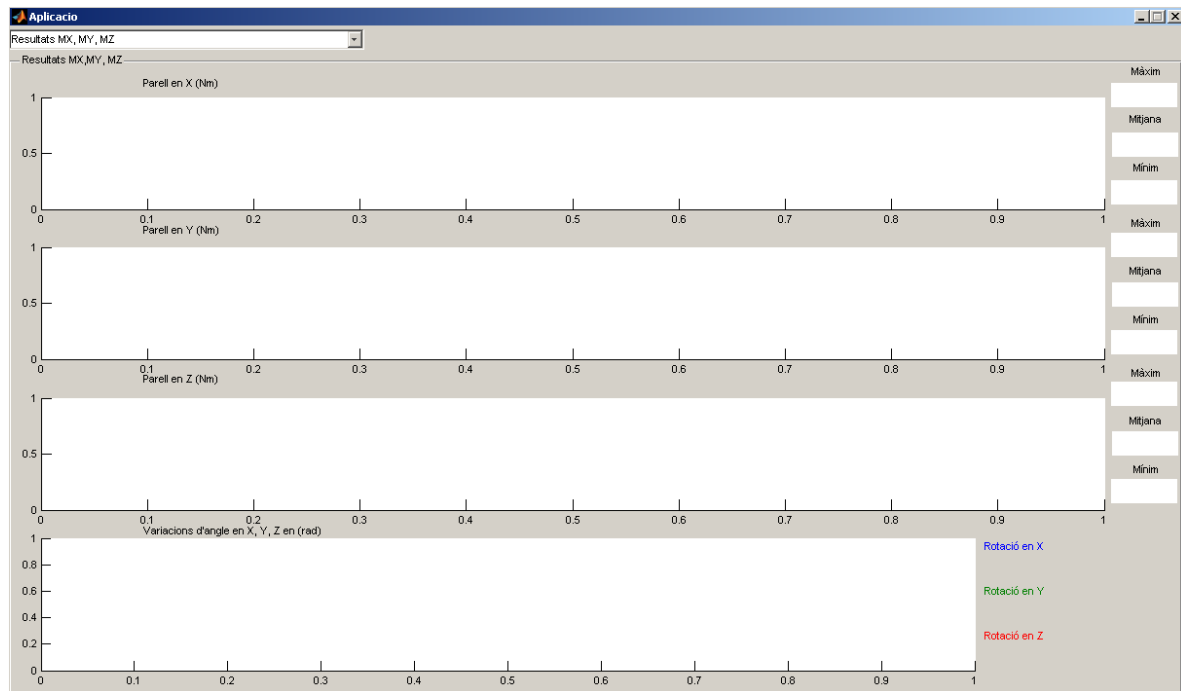 Aplicacio
Resultats MX, MY, MZ
Resultats MX,MY, MZ
Parell en X (Nm)
Màxim
1
0.5
0
0 0.1 0.2 0.3 0.4 0.5 0.6 0.7 0.8 0.9 1
Mitjana
Mínim
Parell en Y (Nm)
Màxim
1
0.5
0
0 0.1 0.2 0.3 0.4 0.5 0.6 0.7 0.8 0.9 1
Mitjana
Mínim
Parell en Z (Nm)
Màxim
1
0.5
0
0 0.1 0.2 0.3 0.4 0.5 0.6 0.7 0.8 0.9 1
Mitjana
Mínim
Variacions d'angle en X, Y, Z en (rad)
1
0.8
0.6
0.4
0.2
0
0 0.1 0.2 0.3 0.4 0.5 0.6 0.7 0.8 0.9 1
Rotació en X
Rotació en Y
Rotació en Z